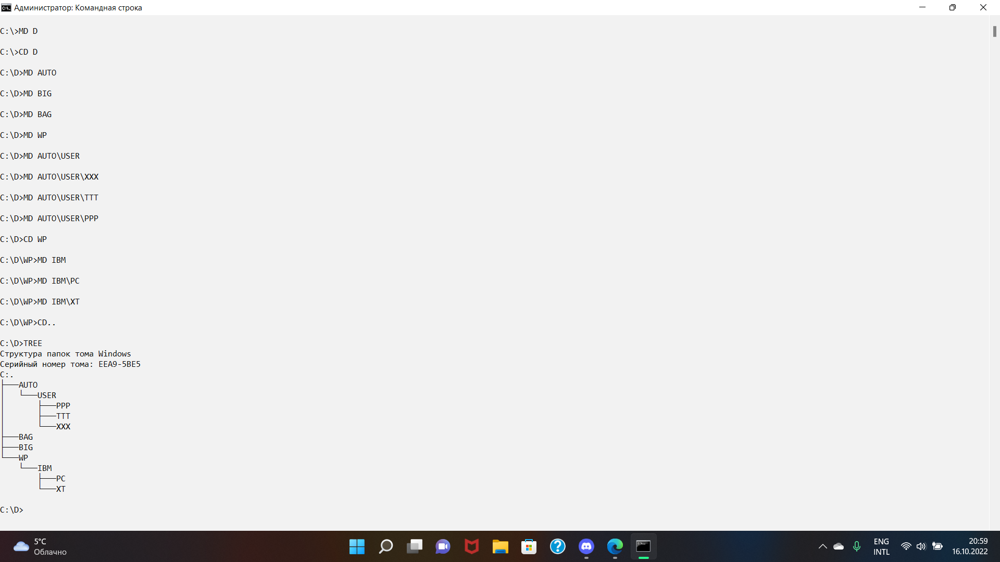 Администратор: Командная строка
C:\>MD D
C:\>CD D
C:\D>MD AUTO
C:\D>MD BIG
C:\D>MD BAG
C:\D>MD WP
C:\D>MD AUTO\USER
C:\D>MD AUTO\USER\XXX
C:\D>MD AUTO\USER\TTT
C:\D>MD AUTO\USER\PPP
C:\D>CD WP
C:\D\WP>MD IBM
C:\D\WP>MD IBM\PC
C:\D\WP>MD IBM\XT
C:\D\WP>CD..
C:\D>TREE
Структура папок тома Windows
Серийный номер тома: EEA9-5BE5
C:.
├───AUTO
│   └───USER
│       ├───PPP
│       ├───TTT
│       └───XXX
├───BAG
├───BIG
└───WP
    └───IBM
        ├───PC
        └───XT
C:\D>
5°C
Облачно
ENG
INTL
20:59
16.10.2022